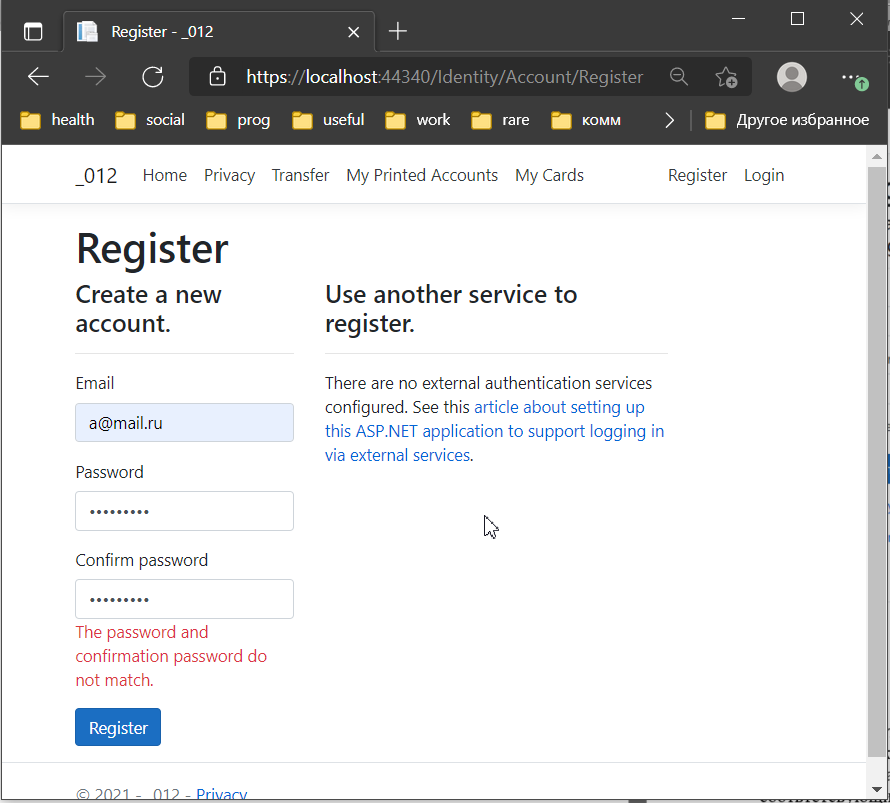 Register - _012
https://localhost:44340/Identity/Account/Register
health social prog useful work rare комм Другое избранное
_012 Home Privacy Transfer My Printed Accounts My Cards Register Login
Register
Create a new
account.
Email
a@mail.ru
Password
Confirm password
The password and
confirmation password do
not match.
Register
Use another service to
register.
There are no external authentication services
configured. See this article about setting up
this ASP.NET application to support logging in
via external services.
© 2021 - _012 - Privacy